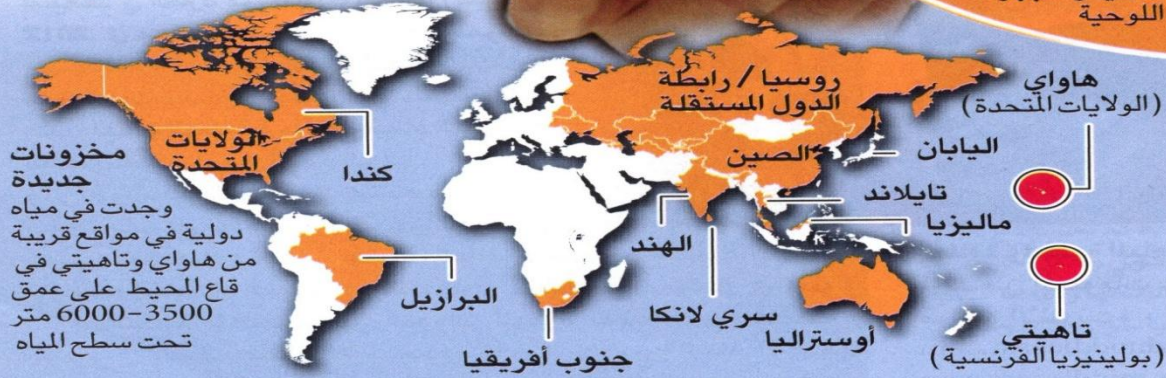 اللوحية
هاواي
(الولايات المتحدة)
روسيا / رابطة
الدول المستقلة
اليابان
الصين
تايلاند
ماليزيا
الهند
سري لانكا
أوستراليا
تاهيتي
(بولينيزيا الفرنسية)
جنوب أفريقيا
البرازيل
كندا
الولايات
المتحدة
مخزونات
جديدة
وجدت في مياه
دولية في مواقع قريبة
من هاواي وتاهيتي في
قاع المحيط على عمق
3500-6000 متر
تحت سطح المياه